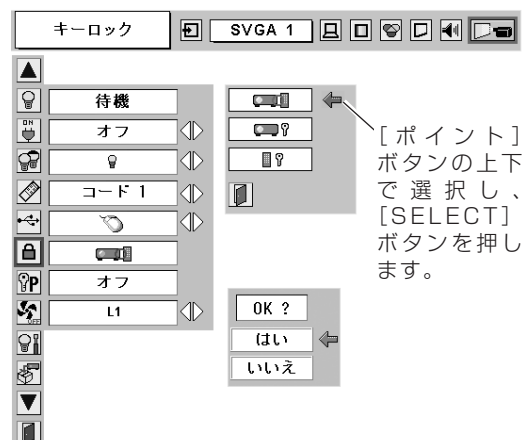 キーロック
SVGA 1
待機
ON
オフ
コード 1
P
オフ
OFF
L1
[ポイント]
ボタンの上下
で選択し、
[SELECT]
ボタンを押し
ます。
OK ?
はい
いいえ